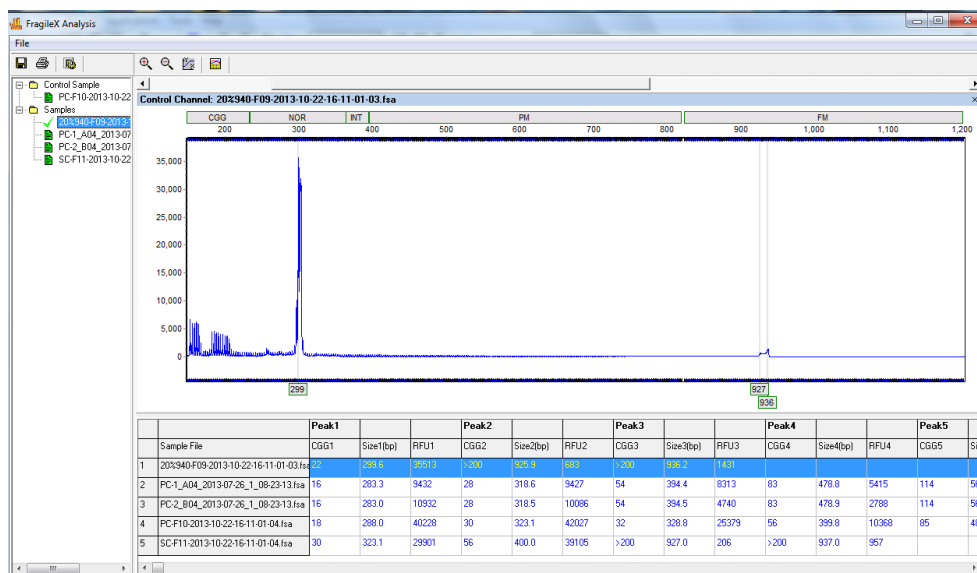 FragileX Analysis
File
Control Sample
PC-F10-2013-10-22
Samples
20%940-F09-2013-1
PC-1_A04_2013-07
PC-2_B04_2013-07
SC-F11-2013-10-22
Control Channel: 20%940-F09-2013-10-22-16-11-01-03.fsa
CGG NOR INT PM FM
200 300 400 500 600 700 800 900 1,000 1,100 1,200
35,000
30,000
25,000
20,000
15,000
10,000
5,000
0
299 927
936
Peak1 Peak2 Peak3 Peak4 Peak5
Sample File CGG1 Size1(bp) RFU1 CGG2 Size2(bp) RFU2 CGG3 Size3(bp) RFU3 CGG4 Size4(bp) RFU4 CGG5
1 20%940-F09-2013-10-22-16-11-01-03.fsa 22 299.6 35513 >200 925.9 683 >200 936.2 1431
2 PC-1_A04_2013-07-26_1_08-23-13.fsa 16 283.3 9432 28 318.6 9427 54 394.4 8313 83 478.8 5415 114
3 PC-2_B04_2013-07-26_1_08-23-13.fsa 16 283.0 10932 28 318.5 10086 54 394.5 4740 83 478.9 2788 114
4 PC-F10-2013-10-22-16-11-01-04.fsa 18 288.0 40228 30 323.1 42027 32 328.8 25379 56 399.8 10368 85
5 SC-F11-2013-10-22-16-11-01-04.fsa 30 323.1 29901 56 400.0 39105 >200 927.0 206 >200 937.0 957